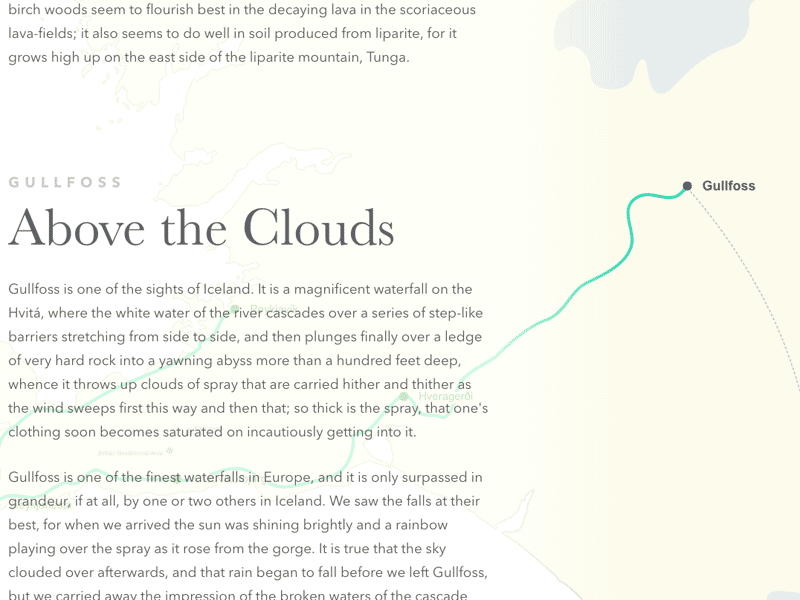 birch woods seem to flourish best in the decaying lava in the scoriaceous
lava-fields; it also seems to do well in soil produced from liparite, for it
grows high up on the east side of the liparite mountain, Tunga.
GULLFOSS
Above the Clouds
Gullfoss
Gullfoss is one of the sights of Iceland. It is a magnificent waterfall on the
Hvitá, where the white water of the river cascades over a series of step-like
barriers stretching from side to side, and then plunges finally over a ledge
of very hard rock into a yawning abyss more than a hundred feet deep,
whence it throws up clouds of spray that are carried hither and thither as
the wind sweeps first this way and then that; so thick is the spray, that one's
clothing soon becomes saturated on incautiously getting into it.
Reykjavik
Hveragerði
Gullfoss is one of the finest waterfalls in Europe, and it is only surpassed in
grandeur, if at all, by one or two others in Iceland. We saw the falls at their
best, for when we arrived the sun was shining brightly and a rainbow
playing over the spray as it rose from the gorge. It is true that the sky
clouded over afterwards, and that rain began to fall before we left Gullfoss,
but we carried away the impression of the broken waters of the cascade